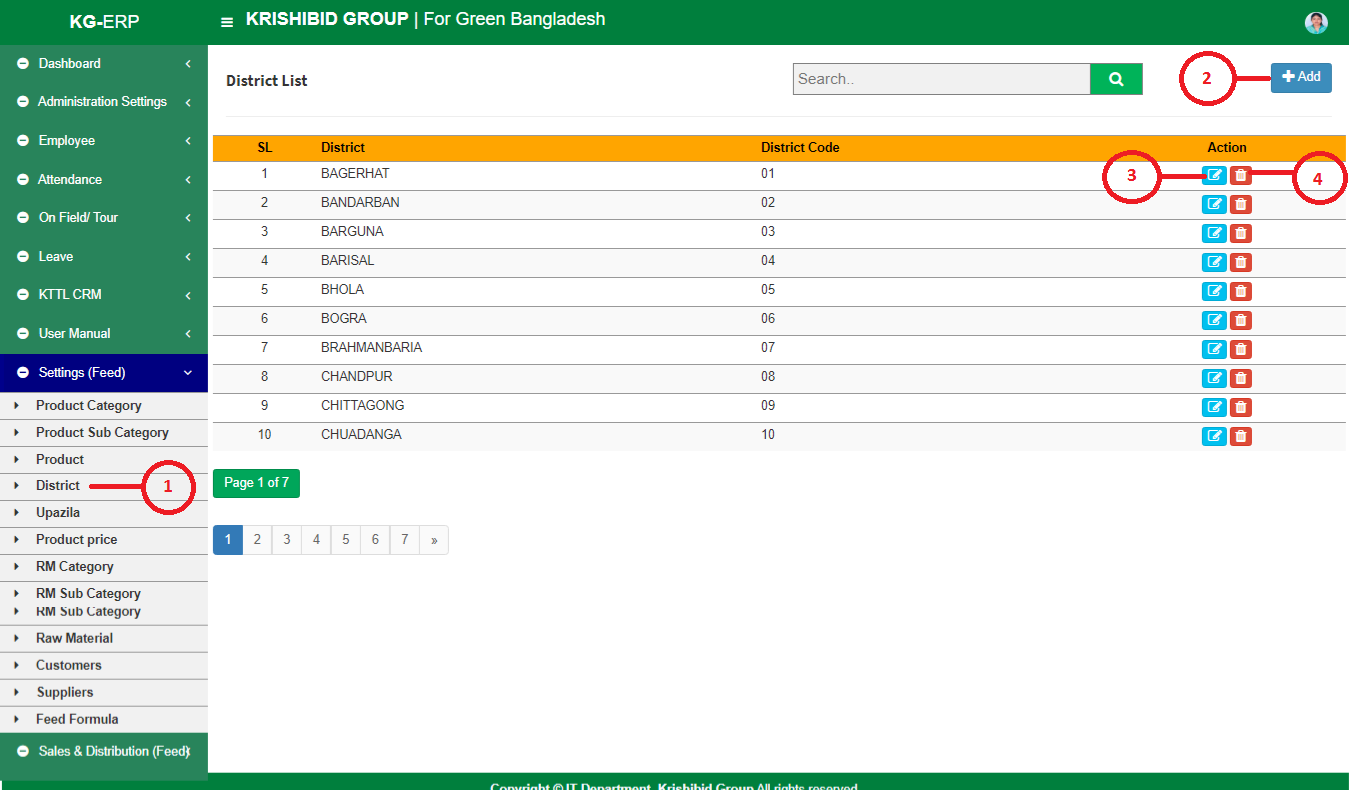 KG-ERP
KRISHIBID GROUP | For Green Bangladesh
Dashboard
Administration Settings
Employee
Attendance
On Field/ Tour
Leave
KTTL CRM
User Manual
Settings (Feed)
Product Category
Product Sub Category
Product
District
1
Upazila
Product price
RM Category
RM Sub Category
RM Sub Category
Raw Material
Customers
Suppliers
Feed Formula
Sales & Distribution (Feed)
District List
Search..
2
Add
SL District District Code Action
1 BAGERHAT 01
3
4
2 BANDARBAN 02
3 BARGUNA 03
4 BARISAL 04
5 BHOLA 05
6 BOGRA 06
7 BRAHMANBARIA 07
8 CHANDPUR 08
9 CHITTAGONG 09
10 CHUADANGA 10
Page 1 of 7
1 2 3 4 5 6 7 »
Copyright © IT Department, Krishibid Group All rights reserved